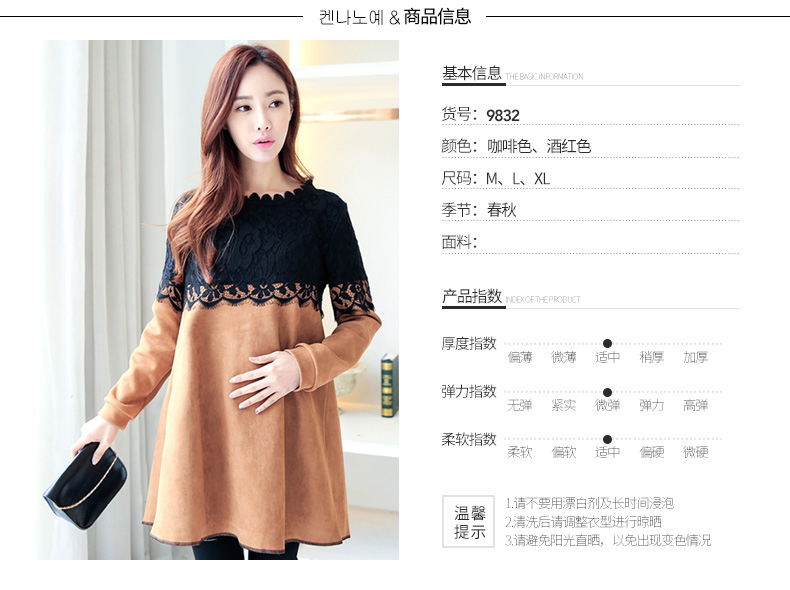 켄나노예 & 商品信息
基本信息 THE BASIC INFORMATION
货号： 9832
颜色： 咖啡色、酒红色
尺码： M、L、XL
季节： 春秋
面料：
产品指数 INDEX OF THE PRODUCT
厚度指数
偏薄 微薄 适中 稍厚 加厚
弹力指数
无弹 紧实 微弹 弹力 高弹
柔软指数
柔软 偏软 适中 偏硬 微硬
温馨提示
1.请不要用漂白剂及长时间浸泡
2.清洗后请调整衣型进行晾晒
3.请避免阳光直晒，以免出现变色情况